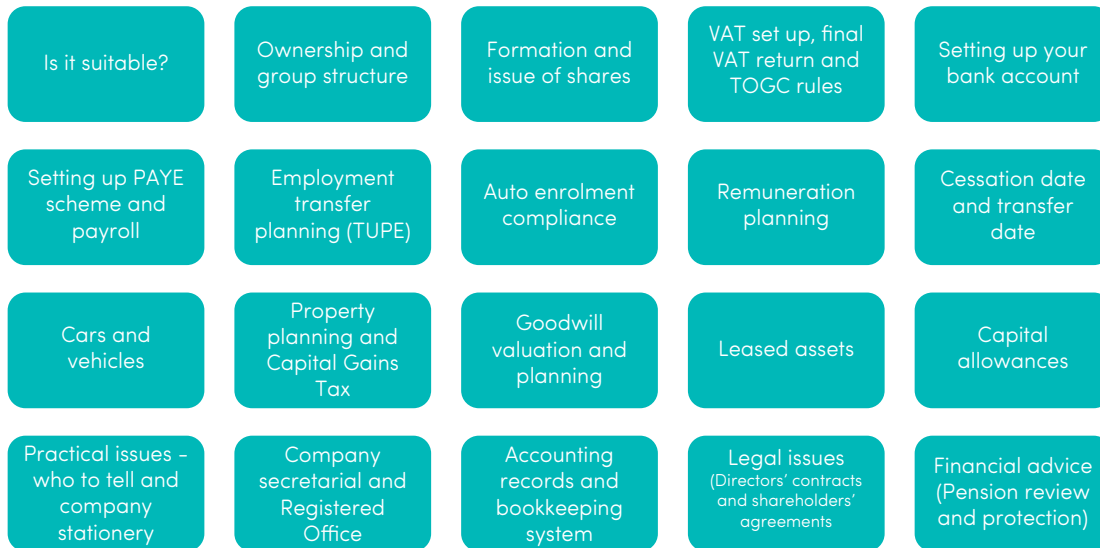 Is it suitable?
Ownership and
group structure
Formation and
issue of shares
VAT set up, final
VAT return and
TOGC rules
Setting up your
bank account
Setting up PAYE
scheme and
payroll
Employment
transfer
planning (TUPE)
Auto enrolment
compliance
Remuneration
planning
Cessation date
and transfer
date
Cars and
vehicles
Property
planning and
Capital Gains
Tax
Goodwill
valuation and
planning
Leased assets
Capital
allowances
Practical issues –
who to tell and
company
stationery
Company
secretarial and
Registered
Office
Accounting
records and
bookkeeping
system
Legal issues
(Directors’ contracts
and shareholders’
agreements
Financial advice
(Pension review
and protection)